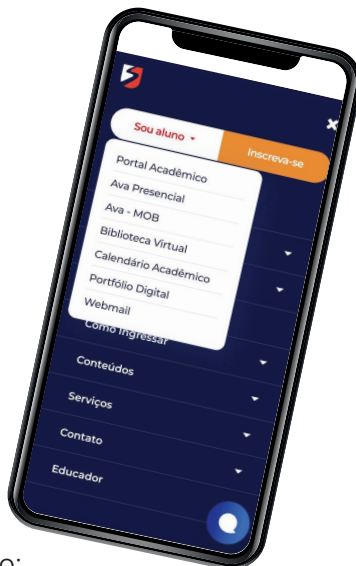 Sou aluno
Inscreva-se
Portal Acadêmico
Ava Presencial
Ava - MOB
Biblioteca Virtual
Calendário Acadêmico
Portfólio Digital
Webmail
Como Ingressar
Conteúdos
Serviços
Contato
Educador